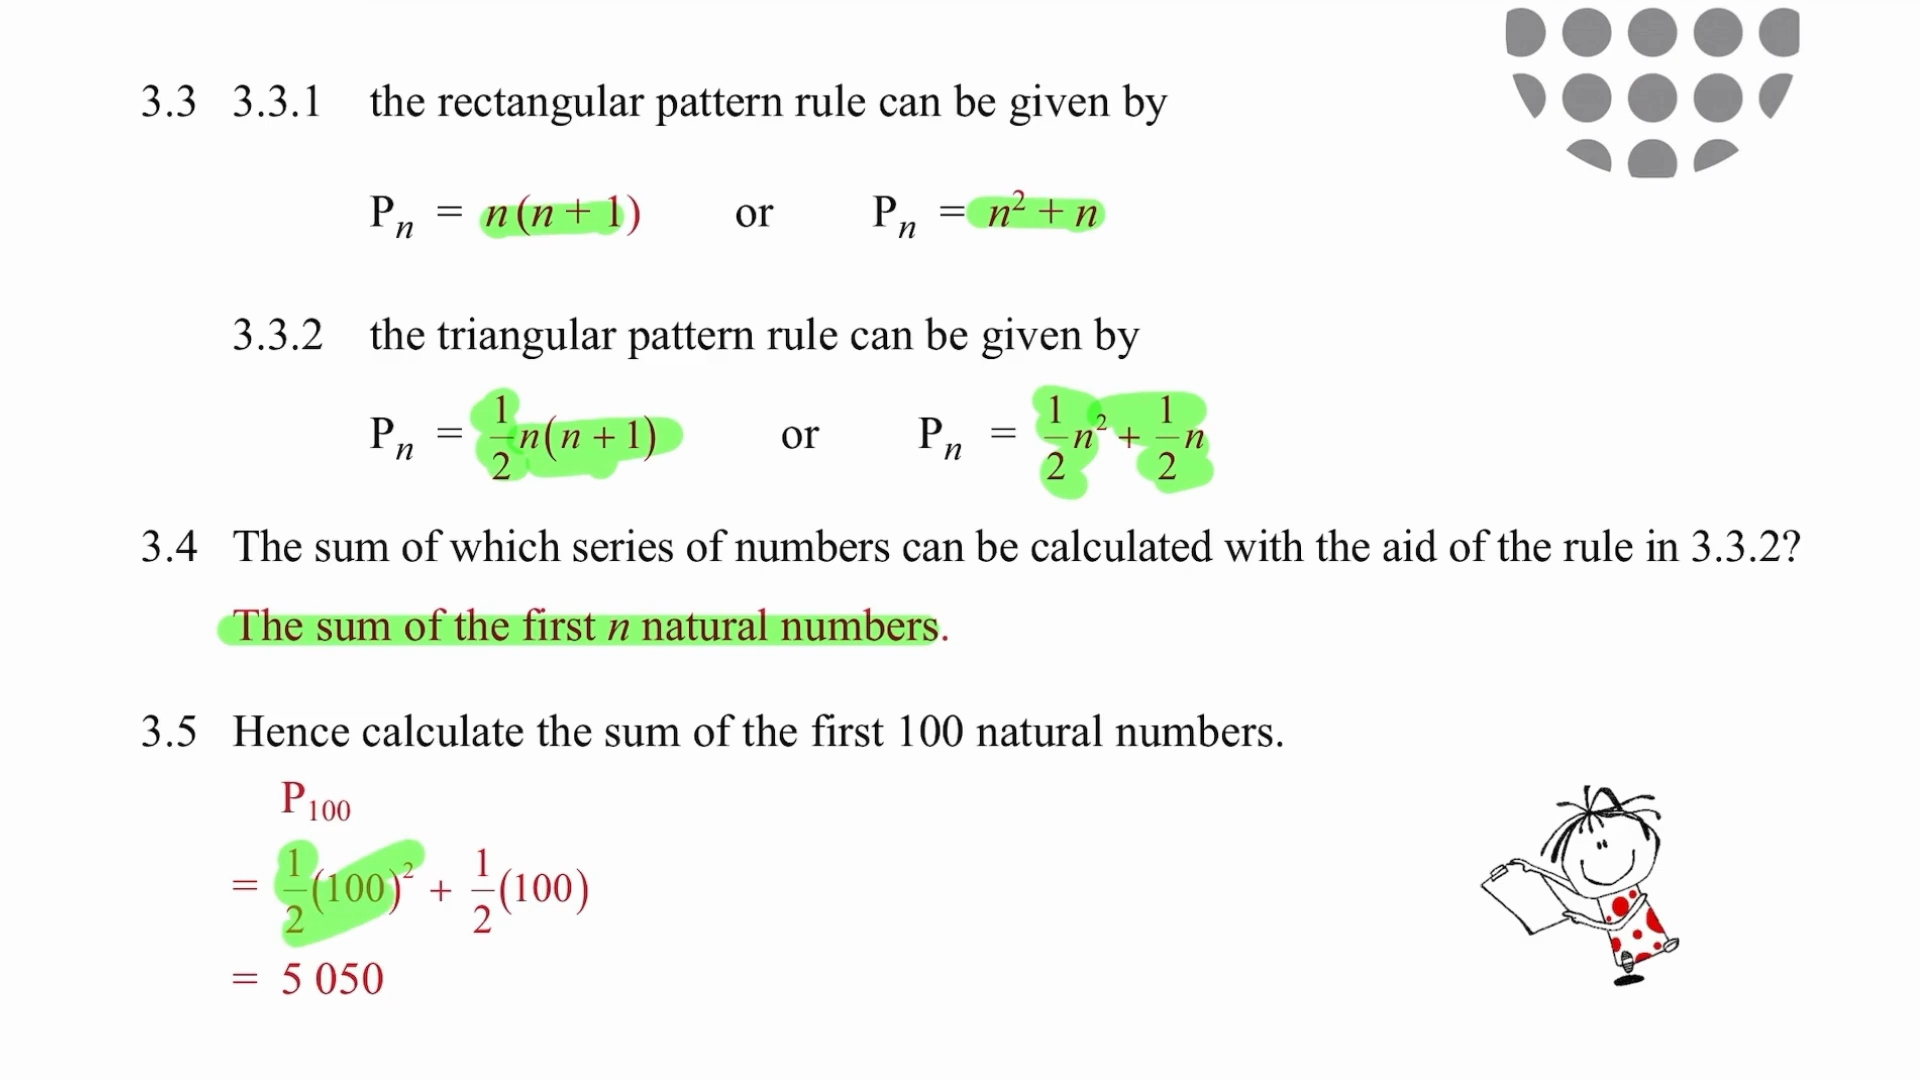 3.3 3.3.1 the rectangular pattern rule can be given by
Pₙ = n(n + 1) or Pₙ = n² + n
3.3.2 the triangular pattern rule can be given by
Pₙ = 1/2 n(n + 1) or Pₙ = 1/2 n² + 1/2 n
3.4 The sum of which series of numbers can be calculated with the aid of the rule in 3.3.2?
The sum of the first n natural numbers.
3.5 Hence calculate the sum of the first 100 natural numbers.
P₁₀₀
= 1/2 (100)² + 1/2 (100)
= 5 050